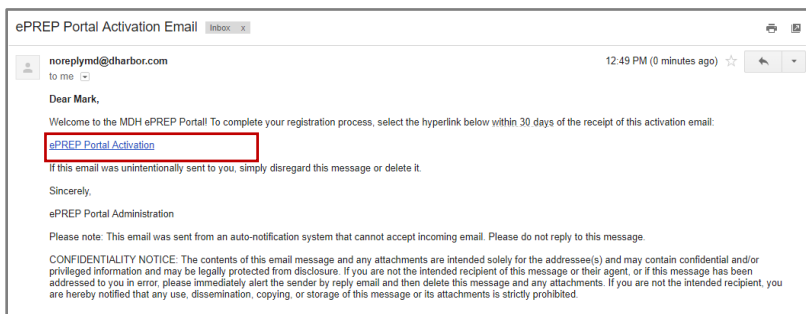 ePREP Portal Activation Email Inbox x
noreplymd@dharbor.com 12:49 PM (0 minutes ago)
to me
Dear Mark,
Welcome to the MDH ePREP Portal! To complete your registration process, select the hyperlink below within 30 days of the receipt of this activation email:
ePREP Portal Activation
If this email was unintentionally sent to you, simply disregard this message or delete it.
Sincerely,
ePREP Portal Administration
Please note: This email was sent from an auto-notification system that cannot accept incoming email. Please do not reply to this message.
CONFIDENTIALITY NOTICE: The contents of this email message and any attachments are intended solely for the addressee(s) and may contain confidential and/or
privileged information and may be legally protected from disclosure. If you are not the intended recipient of this message or their agent, or if this message has been
addressed to you in error, please immediately alert the sender by reply email and then delete this message and any attachments. If you are not the intended recipient, you
are hereby notified that any use, dissemination, copying, or storage of this message or its attachments is strictly prohibited.